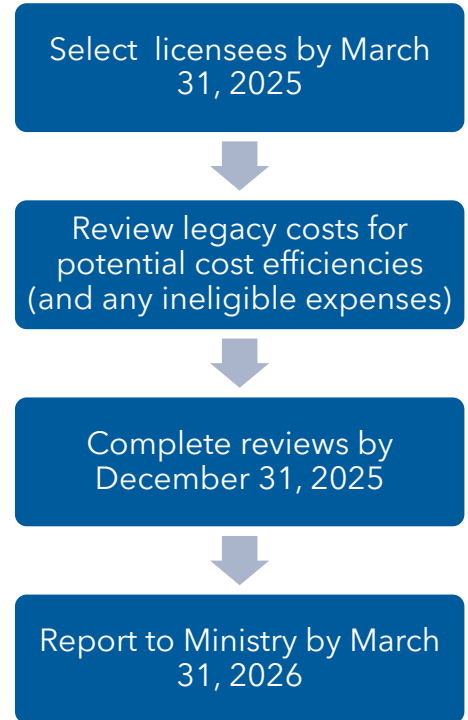 Select  licensees by March
31, 2025
Review legacy costs for
potential cost efficiencies
(and any ineligible expenses)
Complete reviews by
December 31, 2025
Report to Ministry by March
31, 2026